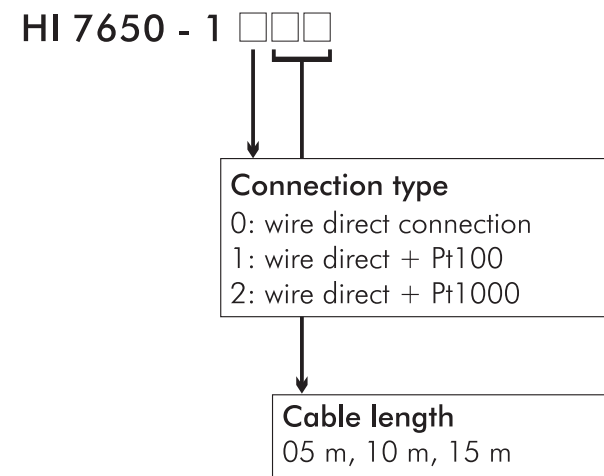 HI 7650 - 1 □□□
Connection type
0: wire direct connection
1: wire direct + Pt100
2: wire direct + Pt1000
Cable length
05 m, 10 m, 15 m